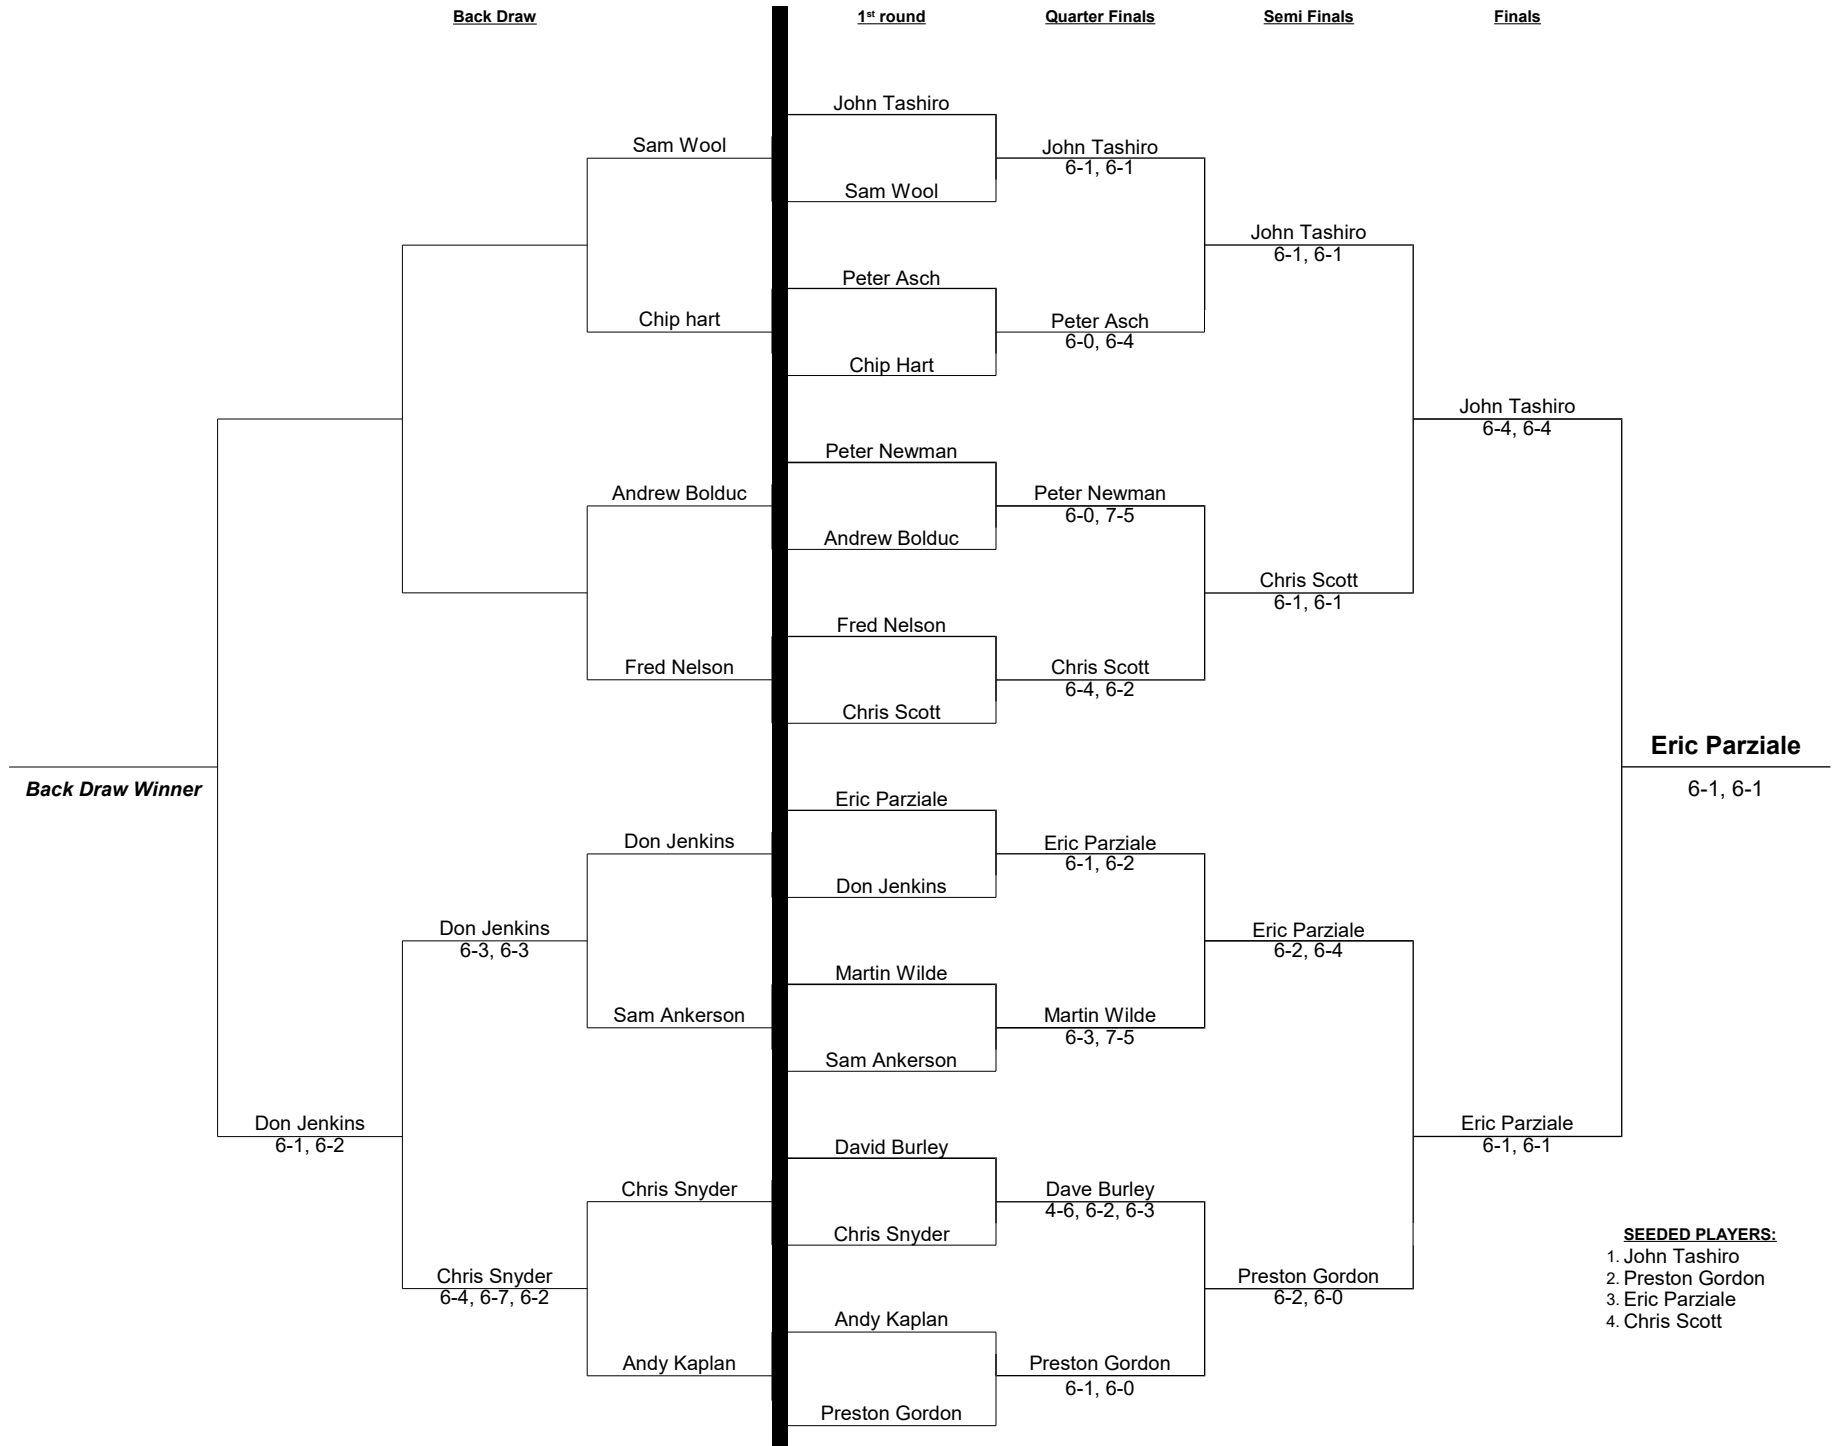 Back Draw
1st round
Quarter Finals
Semi Finals
Finals
Sam Wool
Chip hart
Andrew Bolduc
Fred Nelson
Back Draw Winner
Don Jenkins
Don Jenkins
6-3, 6-3
Sam Ankerson
Don Jenkins
6-1, 6-2
Chris Snyder
Chris Snyder
6-4, 6-7, 6-2
Andy Kaplan
John Tashiro
Sam Wool
Peter Asch
Chip Hart
Peter Newman
Andrew Bolduc
Fred Nelson
Chris Scott
Eric Parziale
Don Jenkins
Martin Wilde
Sam Ankerson
David Burley
Chris Snyder
Andy Kaplan
Preston Gordon
John Tashiro
6-1, 6-1
Peter Asch
6-0, 6-4
Peter Newman
6-0, 7-5
Chris Scott
6-4, 6-2
Eric Parziale
6-1, 6-2
Martin Wilde
6-3, 7-5
Dave Burley
4-6, 6-2, 6-3
Preston Gordon
6-1, 6-0
John Tashiro
6-1, 6-1
Chris Scott
6-1, 6-1
Eric Parziale
6-2, 6-4
Preston Gordon
6-2, 6-0
John Tashiro
6-4, 6-4
Eric Parziale
6-1, 6-1
Eric Parziale
6-1, 6-1
SEEDED PLAYERS:
1. John Tashiro
2. Preston Gordon
3. Eric Parziale
4. Chris Scott